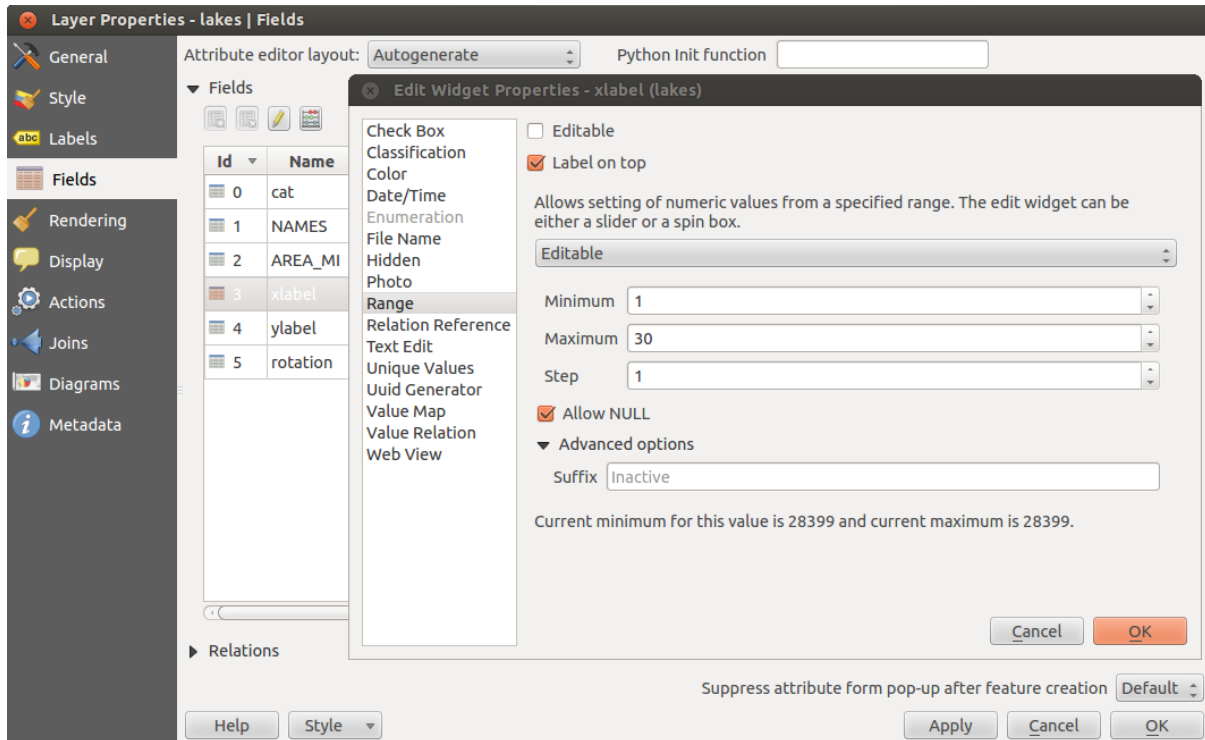 Layer Properties - lakes | Fields
General
Style
abc Labels
Fields
Rendering
Display
Actions
Joins
Diagrams
Metadata
Attribute editor layout: Autogenerate Python Init function
Fields
Id Name
0 cat
1 NAMES
2 AREA_MI
3 xlabel
4 ylabel
5 rotation
Relations
Edit Widget Properties - xlabel (lakes)
Check Box
Classification
Color
Date/Time
Enumeration
File Name
Hidden
Photo
Range
Relation Reference
Text Edit
Unique Values
Uuid Generator
Value Map
Value Relation
Web View
Editable
Label on top
Allows setting of numeric values from a specified range. The edit widget can be
either a slider or a spin box.
Editable
Minimum 1
Maximum 30
Step 1
Allow NULL
Advanced options
Suffix Inactive
Current minimum for this value is 28399 and current maximum is 28399.
Cancel OK
Suppress attribute form pop-up after feature creation Default
Help Style Apply Cancel OK